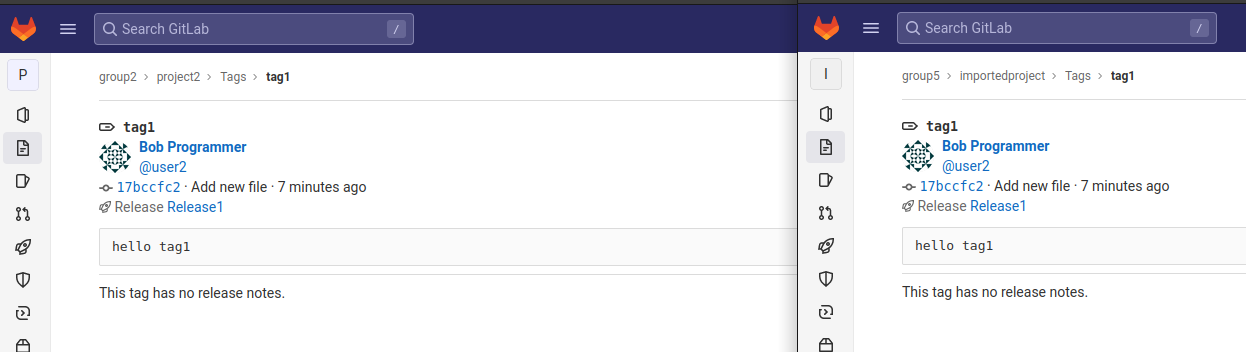 Search GitLab /
P
group2 > project2 > Tags > tag1
tag1
Bob Programmer
@user2
17bccfc2 · Add new file · 7 minutes ago
Release Release1
hello tag1
This tag has no release notes.
Search GitLab /
I
group5 > importedproject > Tags > tag1
tag1
Bob Programmer
@user2
17bccfc2 · Add new file · 7 minutes ago
Release Release1
hello tag1
This tag has no release notes.